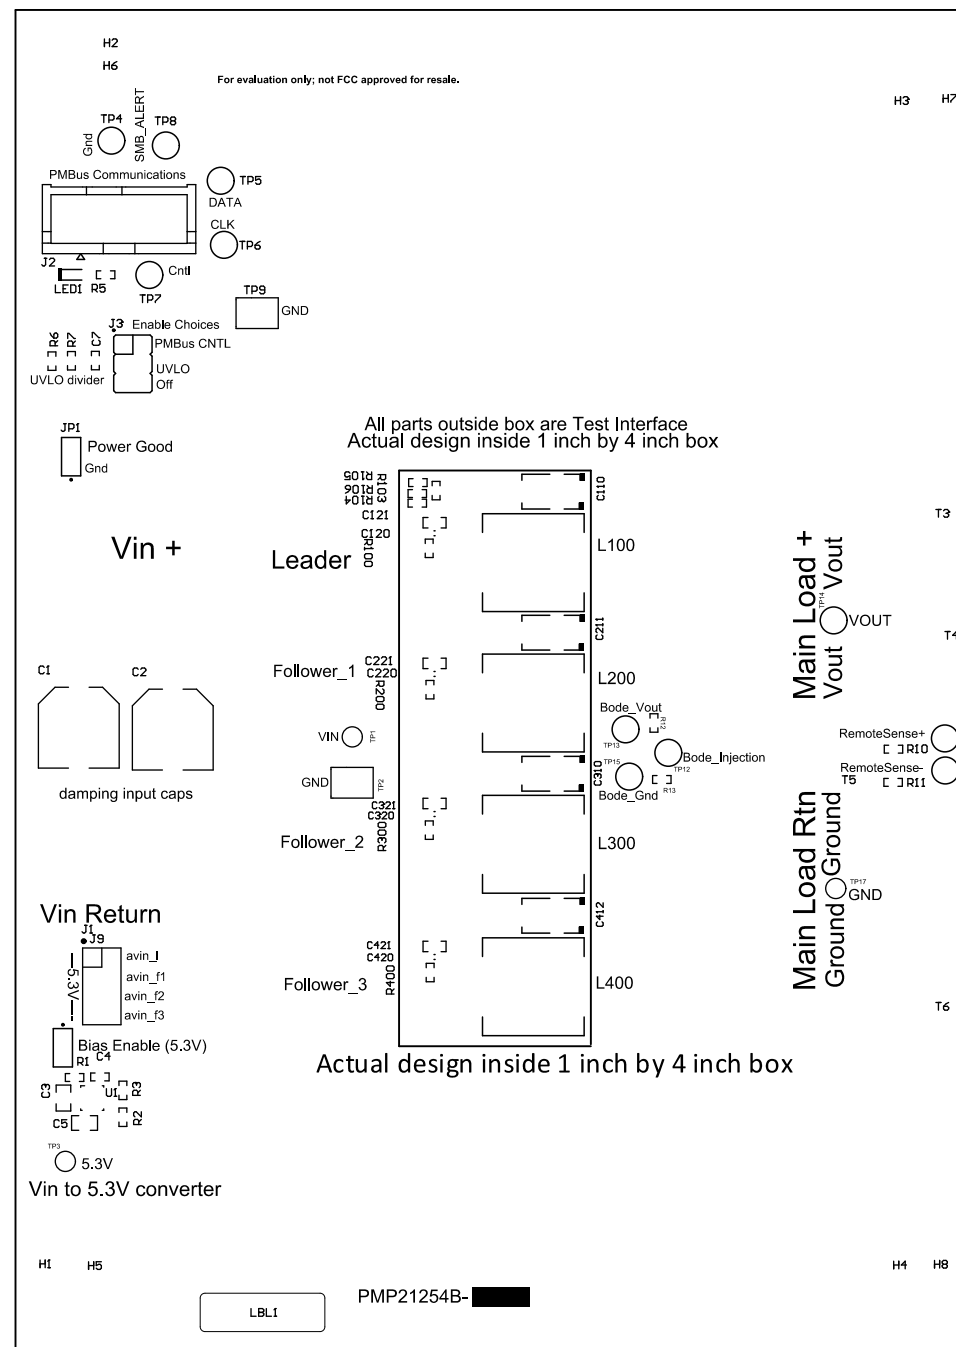 H2
H6
For evaluation only; not FCC approved for resale.
H3
H7
TP4
Gnd
SMB_ALERT
TP8
PMBus Communications
TP5
DATA
CLK
TP6
J2
LED1
R5
TP7
Cntl
TP9
GND
J3
Enable Choices
PMBus CNTL
UVLO
Off
R6
R7
C7
UVLO divider
JP1
Power Good
Gnd
All parts outside box are Test Interface
Actual design inside 1 inch by 4 inch box
R105
R106
R104
R103
C110
C121
C120
R100
L100
Vin +
Leader
T3
Main Load +
Vout Vout
TP14
VOUT
T4
C211
C1
C2
C221
C220
R200
Follower_1
L200
Bode_Vout
R12
TP13
VIN
TP1
Bode_Injection
TP12
TP15
R13
Bode_Gnd
C310
RemoteSense+
R10
RemoteSense-
T5
R11
GND
TP2
damping input caps
C321
C320
R300
Follower_2
L300
Main Load Rtn
Ground Ground
TP17
GND
C412
Vin Return
J1
J9
avin_l
avin_f1
avin_f2
avin_f3
—5.3V—
C421
C420
R400
Follower_3
L400
T6
Bias Enable (5.3V)
Actual design inside 1 inch by 4 inch box
R1
C4
C3
U1
R3
C5
R2
TP3
5.3V
Vin to 5.3V converter
H1
H5
H4
H8
LBL1
PMP21254B-